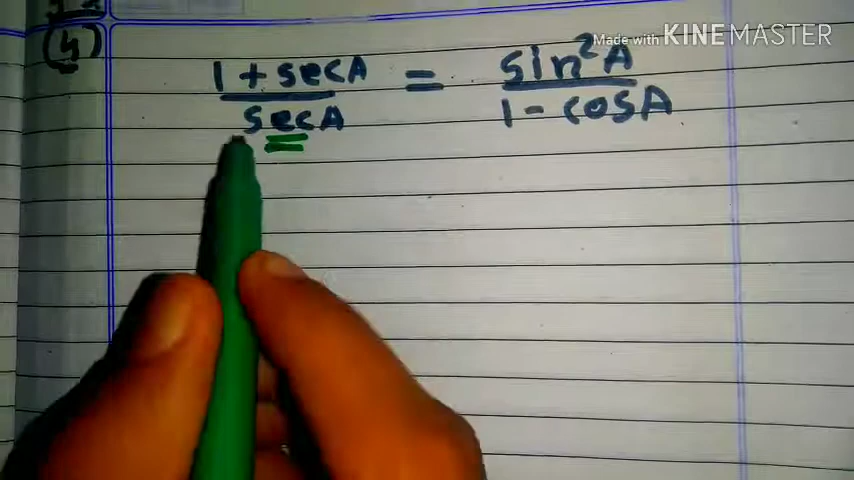 Made with KINEMASTER
(4)
1 + secA / secA = sin²A / 1 - cosA